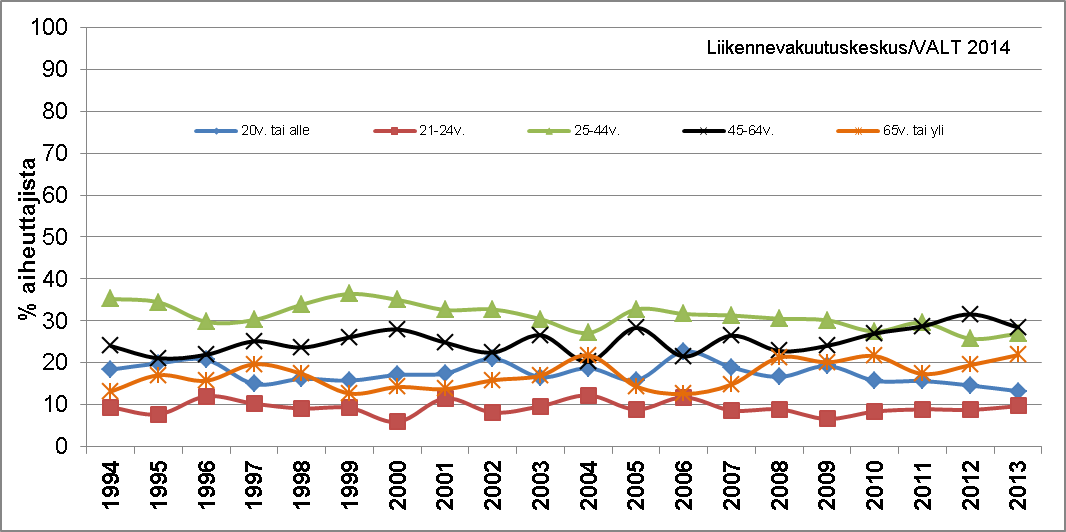 Liikennevakuutuskeskus/VALT 2014
20v. tai alle 21-24v. 25-44v. 45-64v. 65v. tai yli
% aiheuttajista
100
90
80
70
60
50
40
30
20
10
0
1994 1995 1996 1997 1998 1999 2000 2001 2002 2003 2004 2005 2006 2007 2008 2009 2010 2011 2012 2013